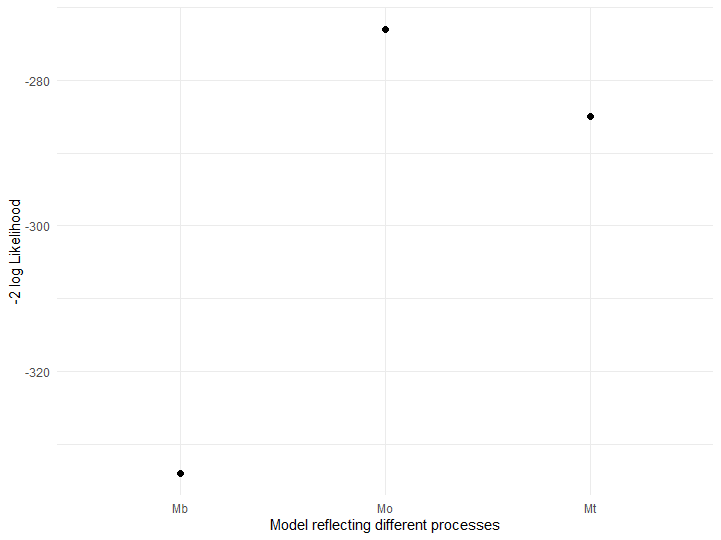 -280
-300
-320
-2 log Likelihood
Mb
Mo
Mt
Model reflecting different processes